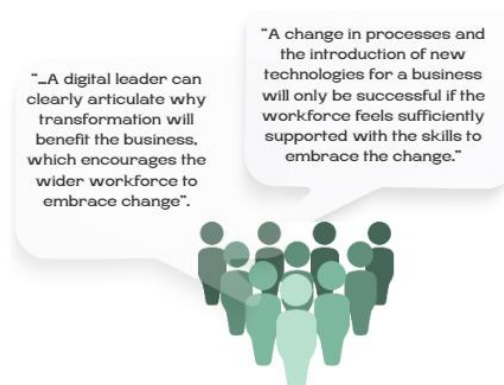 "...A digital leader can
clearly articulate why
transformation will
benefit the business,
which encourages the
wider workforce to
embrace change".
"A change in processes and
the introduction of new
technologies for a business
will only be successful if the
workforce feels sufficiently
supported with the skills to
embrace the change."